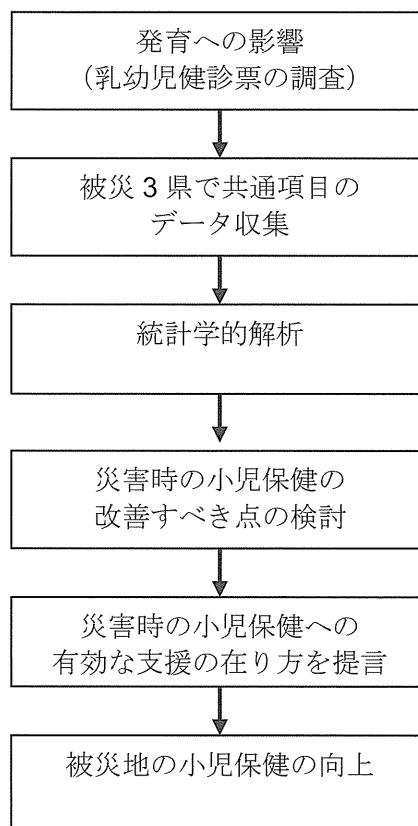 発育への影響
（乳幼児健診票の調査）
被災 3 県で共通項目の
データ収集
統計学的解析
災害時の小児保健の
改善すべき点の検討
災害時の小児保健への
有効な支援の在り方を提言
被災地の小児保健の向上